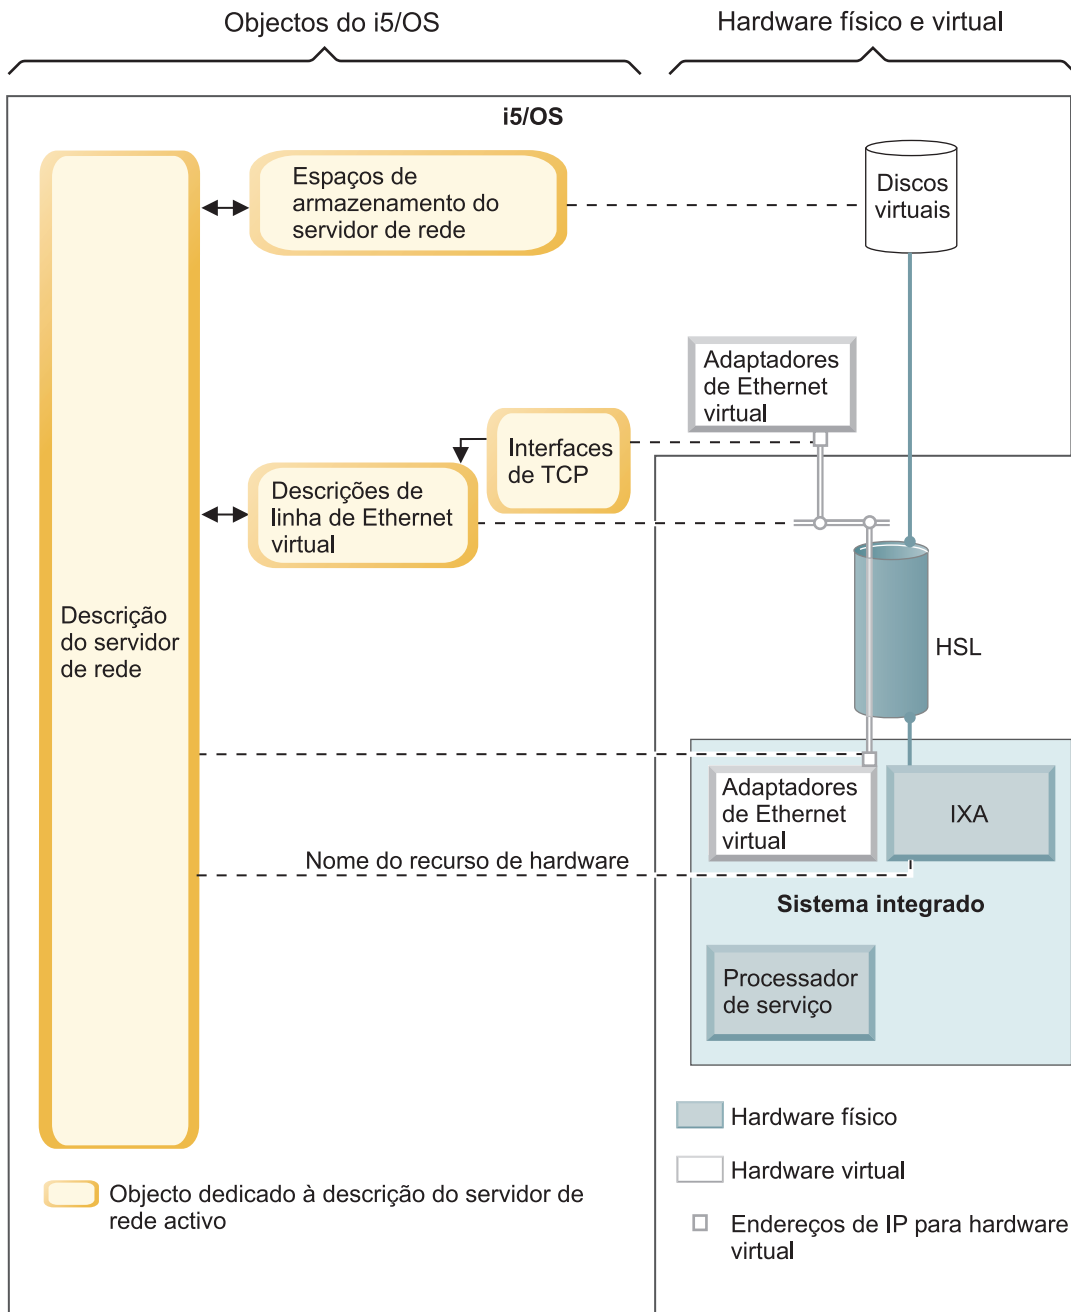 Objectos do i5/OS
Hardware físico e virtual
i5/OS
Espaços de
armazenamento do
servidor de rede
Discos
virtuais
Adaptadores
de Ethernet
virtual
Interfaces
de TCP
Descrições de
linha de Ethernet
virtual
Descrição
do servidor
de rede
HSL
Adaptadores
de Ethernet
virtual
IXA
Nome do recurso de hardware
Sistema integrado
Processador
de serviço
Hardware físico
Hardware virtual
Endereços de IP para hardware
virtual
Objecto dedicado à descrição do servidor de
rede activo